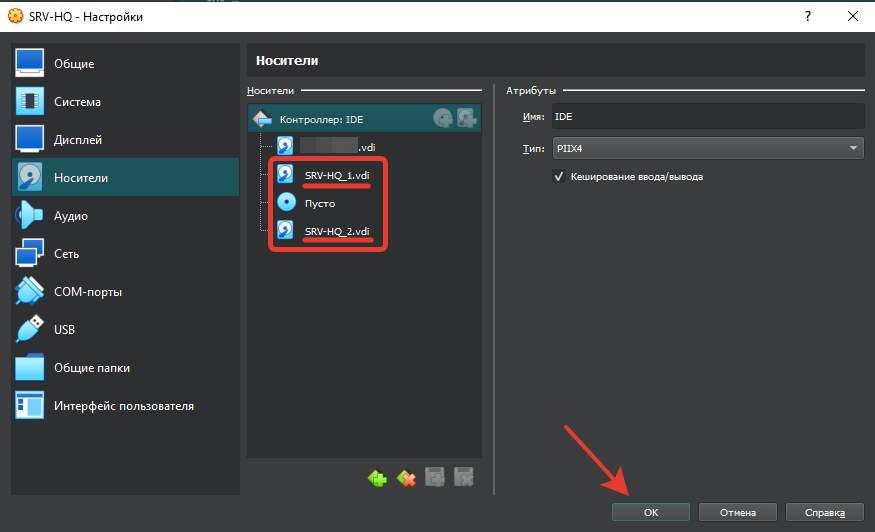 SRV-HQ - Настройки
?
Общие
Система
Дисплей
Носители
Аудио
Сеть
COM-порты
USB
Общие папки
Интерфейс пользователя
Носители
Носители
Контроллер: IDE
.vdi
SRV-HQ_1.vdi
Пусто
SRV-HQ_2.vdi
Атрибуты
Имя: IDE
Тип: PIIX4
Кеширование ввода/вывода
OK
Отмена
Справка